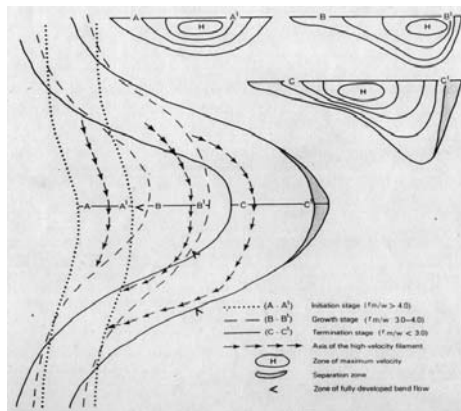 A A¹ B B¹
H H
C C¹
H
A A¹ B B¹ C C¹
(A - A¹) Initiation stage (r̄m/w > 4.0)
(B - B¹) Growth stage (r̄m/w : 3.0–4.0)
(C - C¹) Termination stage (r̄m/w < 3.0)
Axis of the high-velocity filament
H Zone of maximum velocity
Separation zone
Zone of fully developed bend flow